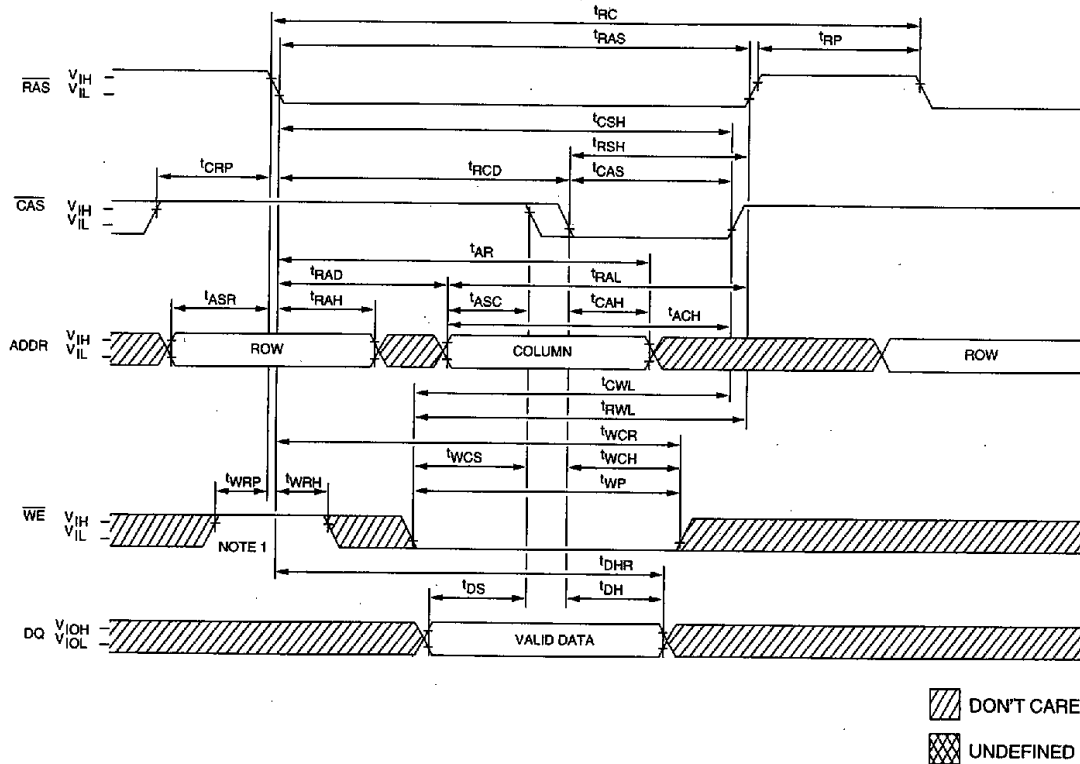 tRC
tRAS
tRP
RAS VIH
VIL
tCSH
tRSH
tCRP
tRCD
tCAS
CAS VIH
VIL
tAR
tRAD
tRAL
tASR
tRAH
tASC
tCAH
tACH
ADDR VIH
VIL
ROW
COLUMN
ROW
tCWL
tRWL
tWCR
tWCS
tWCH
tWRP
tWRH
tWP
WE VIH
VIL
NOTE 1
tDHR
tDS
tDH
DQ VIOH
VIOL
VALID DATA
DON'T CARE
UNDEFINED